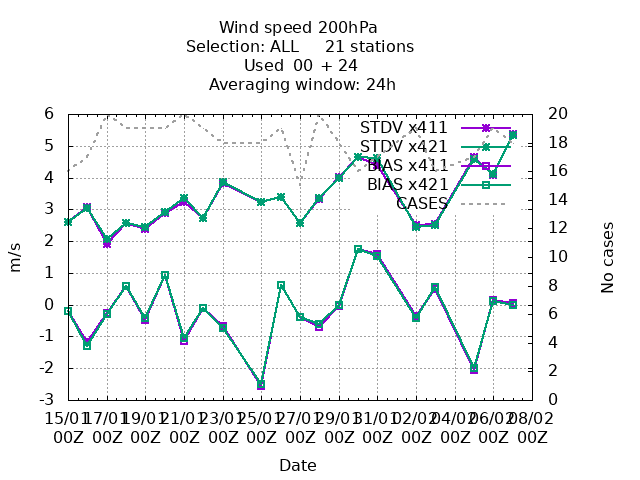 Wind speed 200hPa
Selection: ALL 21 stations
Used 00 + 24
Averaging window: 24h
STDV x411
STDV x421
BIAS x411
BIAS x421
CASES
m/s
6
5
4
3
2
1
0
-1
-2
-3
No cases
20
18
16
14
12
10
8
6
4
2
0
15/01 17/01 19/01 21/01 23/01 25/01 27/01 29/01 31/01 02/02 04/02 06/02 08/02
00Z 00Z 00Z 00Z 00Z 00Z 00Z 00Z 00Z 00Z 00Z 00Z 00Z
Date